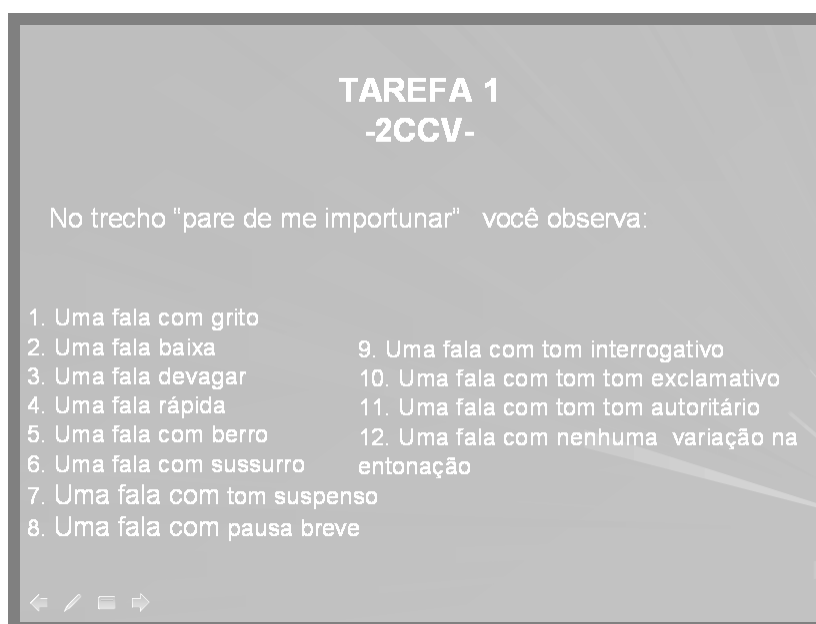 TAREFA 1
-2CCV-
No trecho "pare de me importunar"   você observa:
1. Uma fala com grito
2. Uma fala baixa
3. Uma fala devagar
4. Uma fala rápida
5. Uma fala com berro
6. Uma fala com sussurro
7. Uma fala com tom suspenso
8. Uma fala com pausa breve
9. Uma fala com tom interrogativo
10. Uma fala com tom tom exclamativo
11. Uma fala com tom tom autoritário
12. Uma fala com nenhuma  variação na
entonação